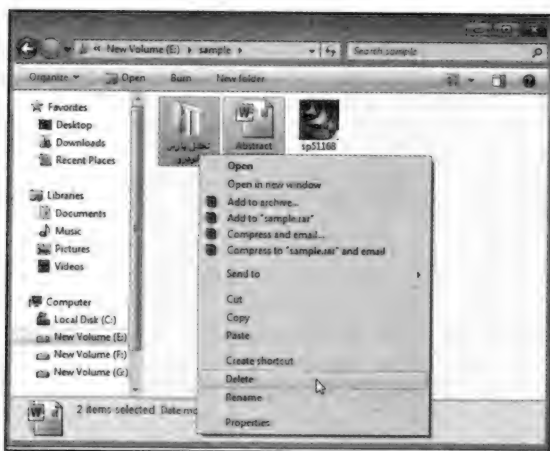 « New Volume (E:) ▸ sample ▸
Search sample
Organize
Open
Burn
New folder
Favorites
Desktop
Downloads
Recent Places
Libraries
Documents
Music
Pictures
Videos
Computer
Local Disk (C:)
New Volume (E:)
New Volume (F:)
New Volume (G:)
Abstract
sp51168
Open
Open in new window
Add to archive...
Add to "sample.rar"
Compress and email...
Compress to "sample.rar" and email
Send to
Cut
Copy
Paste
Create shortcut
Delete
Rename
Properties
2 items selected Date mo